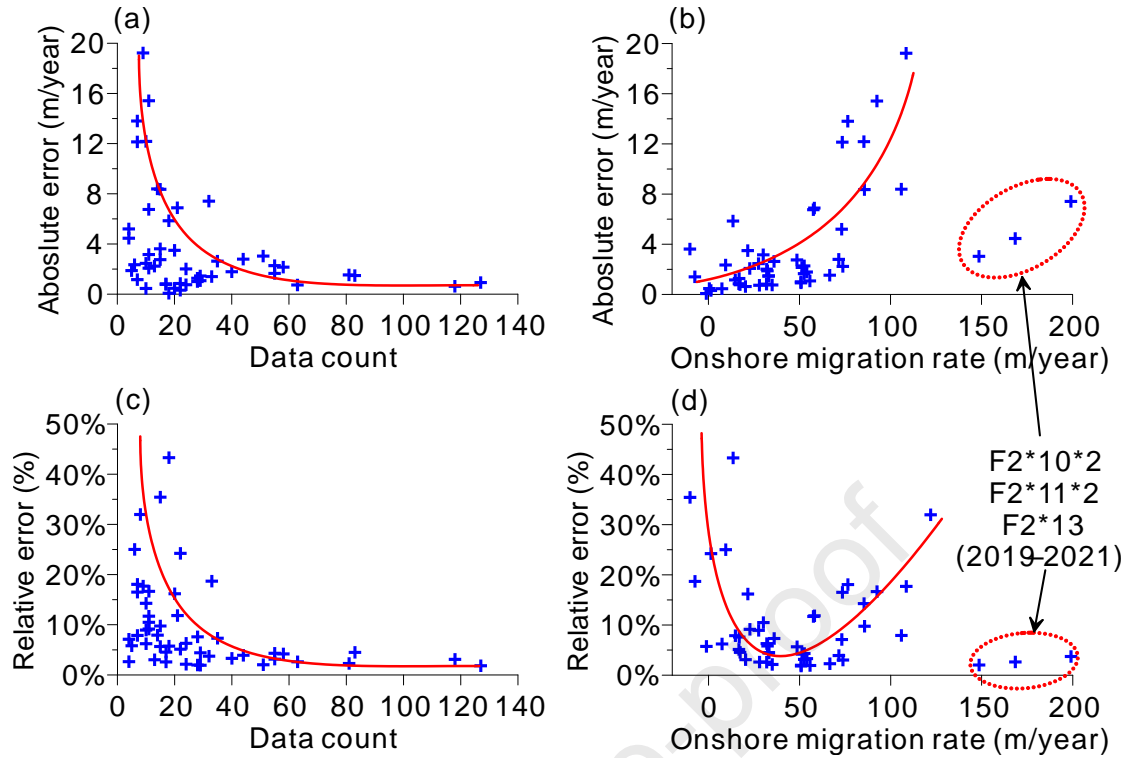 (a)
(b)
20
16
12
8
4
0
Aboslute error (m/year)
0 20 40 60 80 100 120 140
Data count
20
16
12
8
4
0
Aboslute error (m/year)
0 50 100 150 200
Onshore migration rate (m/year)
(c)
(d)
50%
40%
30%
20%
10%
0%
Relative error (%)
0 20 40 60 80 100 120 140
Data count
50%
40%
30%
20%
10%
0%
Relative error (%)
0 50 100 150 200
Onshore migration rate (m/year)
F2*10*2
F2*11*2
F2*13
(2019–2021)
-proof